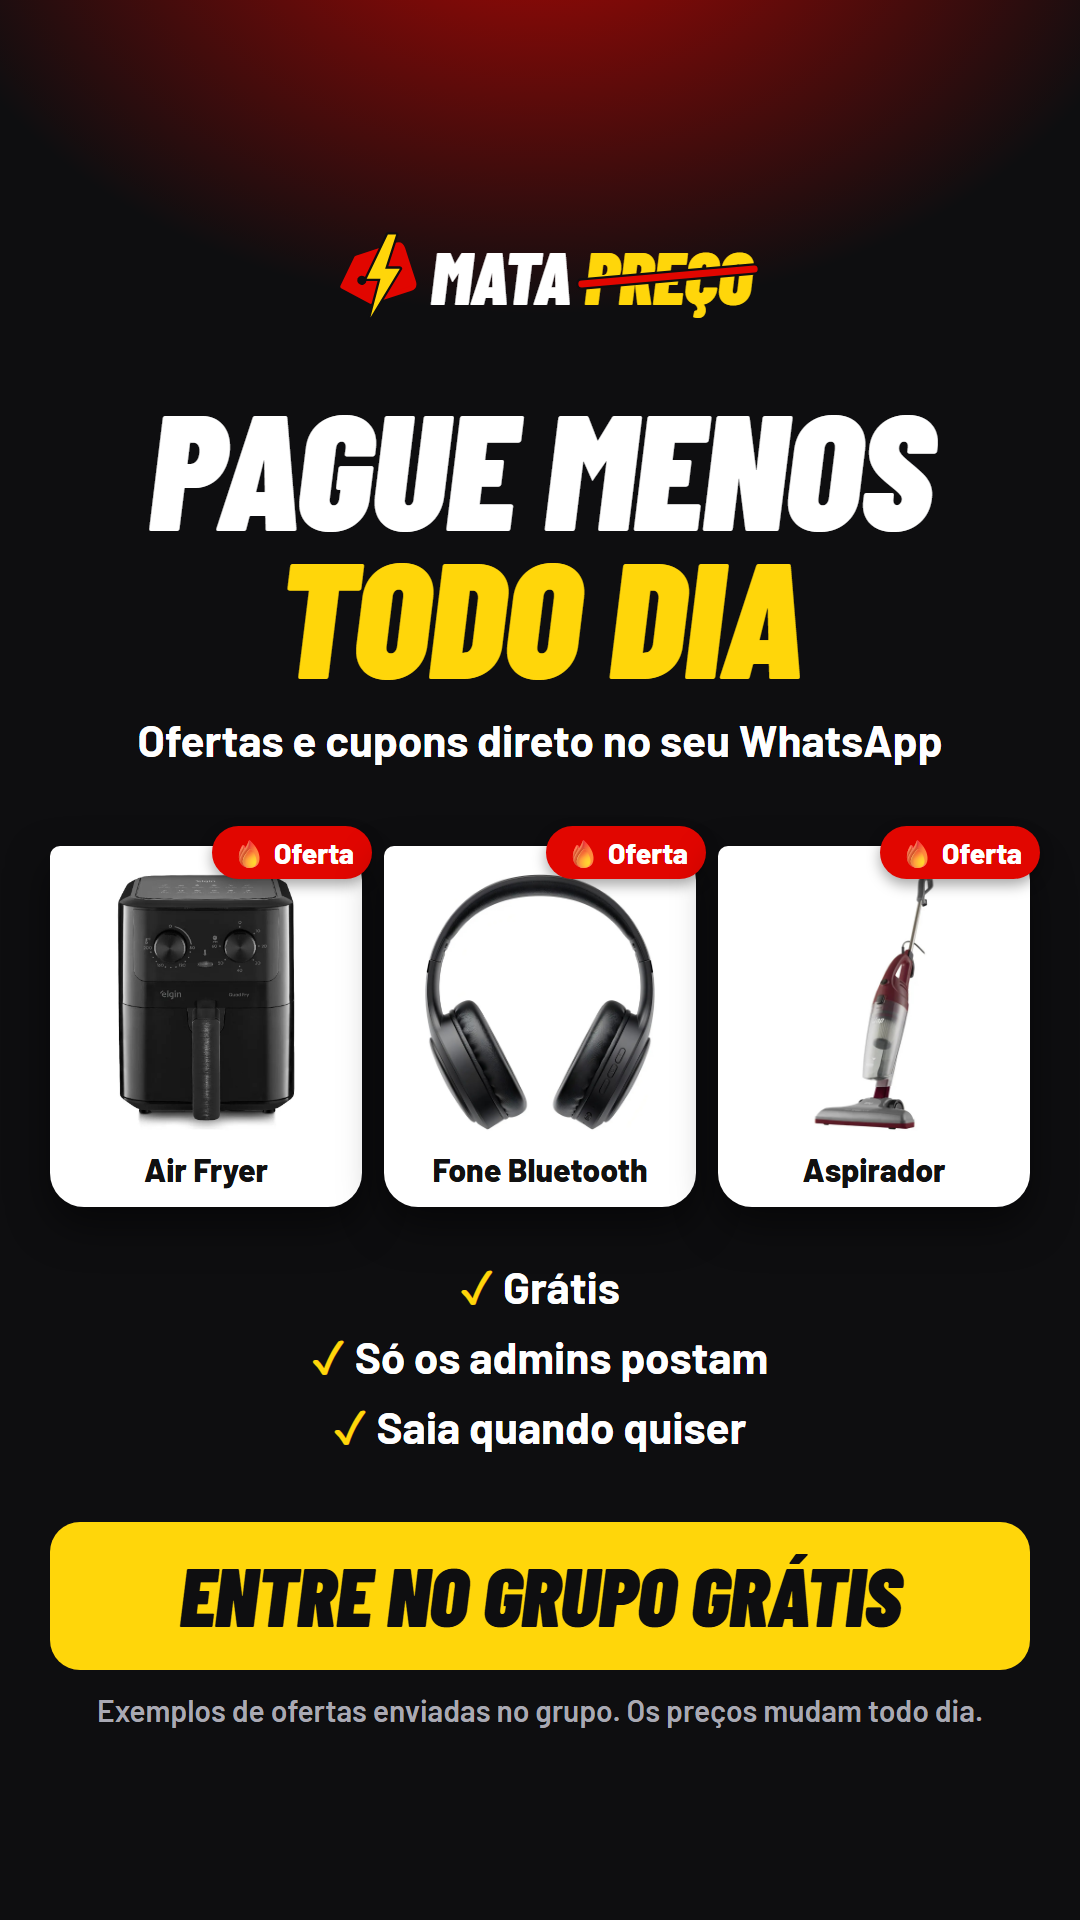 MATA PREÇO
PAGUE MENOS
TODO DIA
Ofertas e cupons direto no seu WhatsApp
🔥 Oferta
🔥 Oferta
🔥 Oferta
elgin
Air Fryer
Fone Bluetooth
Aspirador
✓ Grátis
✓ Só os admins postam
✓ Saia quando quiser
ENTRE NO GRUPO GRÁTIS
Exemplos de ofertas enviadas no grupo. Os preços mudam todo dia.